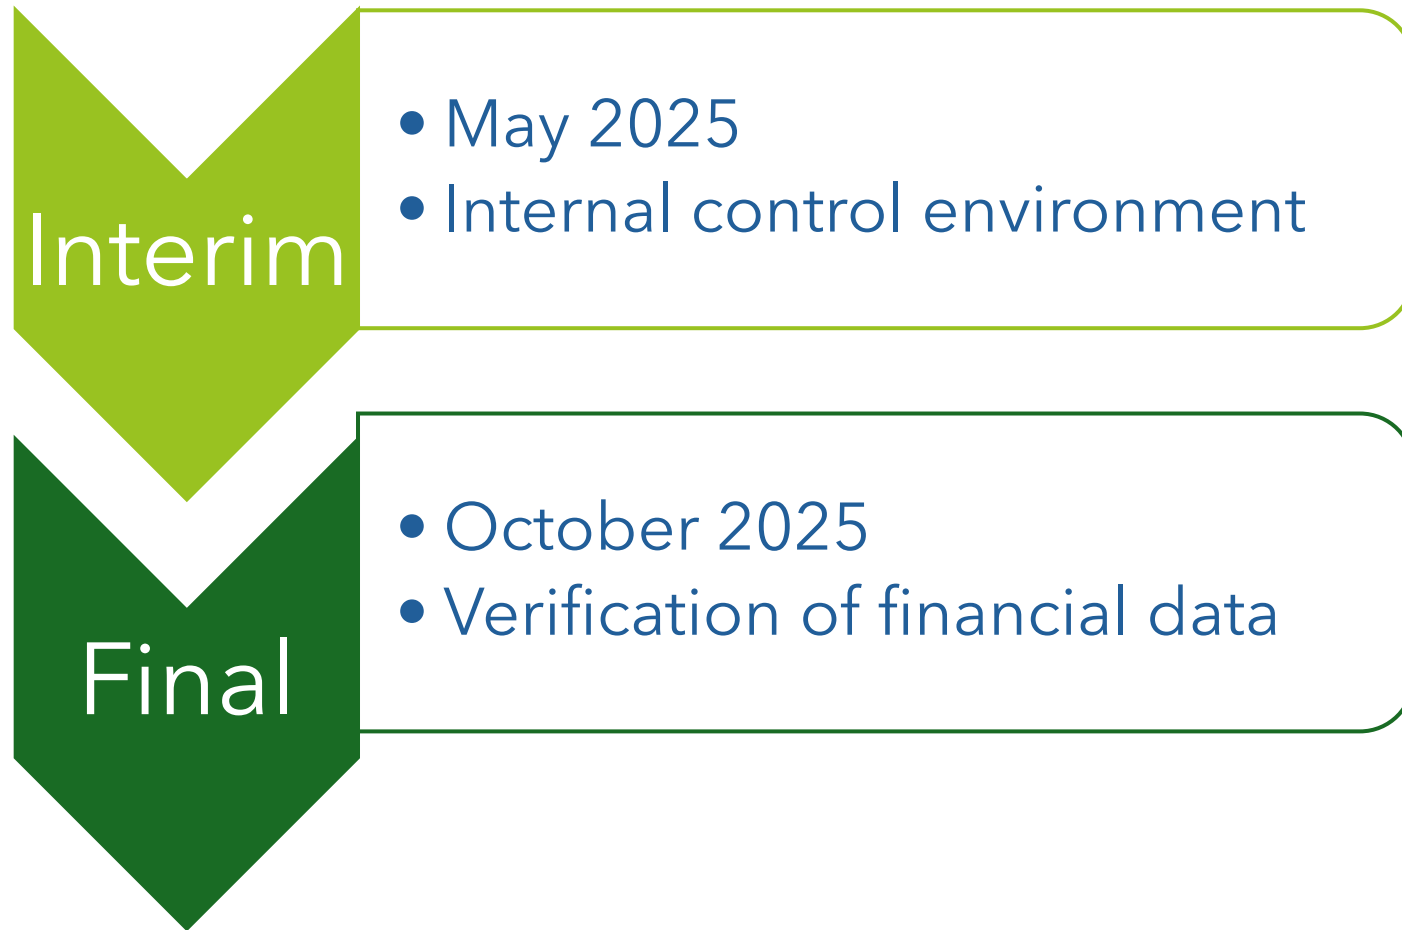 Interim
• May 2025
• Internal control environment
Final
• October 2025
• Verification of financial data